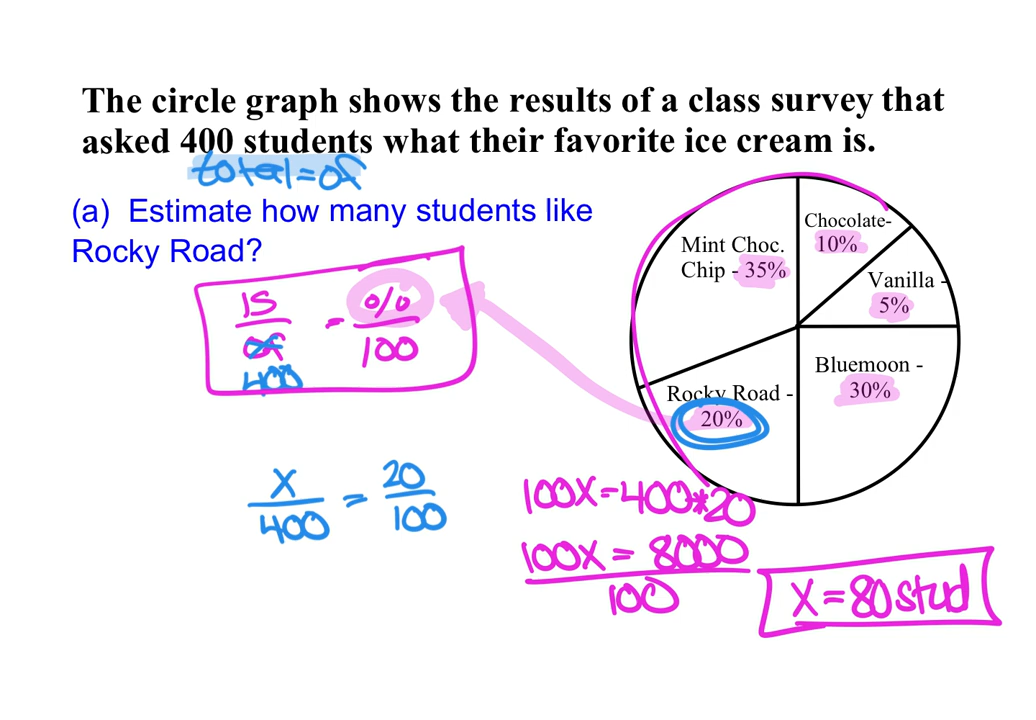 The circle graph shows the results of a class survey that
asked 400 students what their favorite ice cream is.
total=of
(a) Estimate how many students like
Rocky Road?
Chocolate-
10%
Mint Choc.
Chip - 35%
Vanilla -
5%
Bluemoon -
30%
Rocky Road -
20%
is = %
of 100
400
x = 20
400 100
100x=400*20
100x = 8000
100
x=80stud